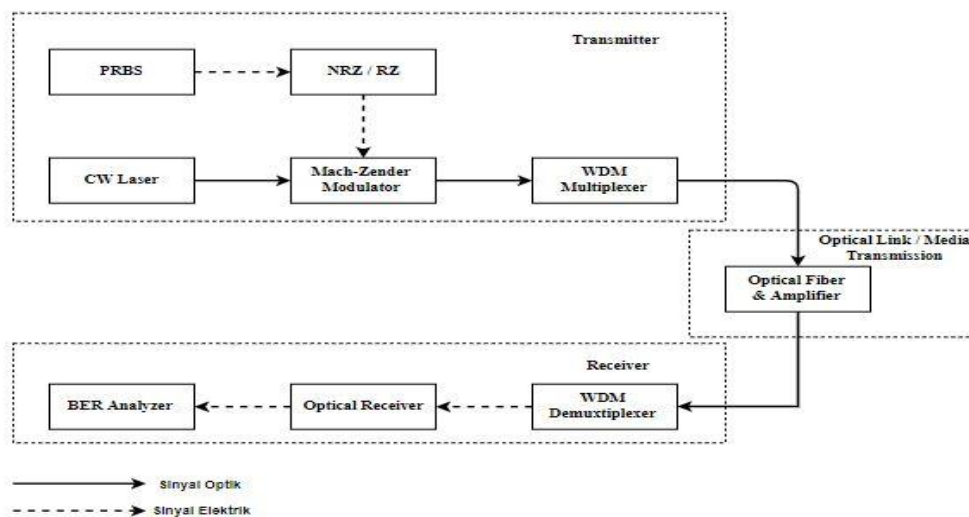 Transmitter
PRBS
NRZ / RZ
CW Laser
Mach-Zender
Modulator
WDM
Multiplexer
Optical Link / Media
Transmission
Optical Fiber
& Amplifier
Receiver
BER Analyzer
Optical Receiver
WDM
Demuxtiplexer
Sinyal Optik
Sinyal Elektrik